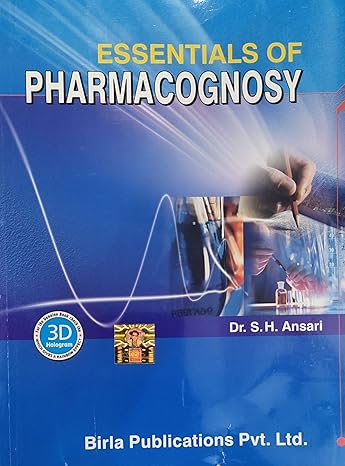 ESSENTIALS OF
PHARMACOGNOSY
Dr. S.H. Ansari
3D
Hologram
Birla Publications Pvt. Ltd.